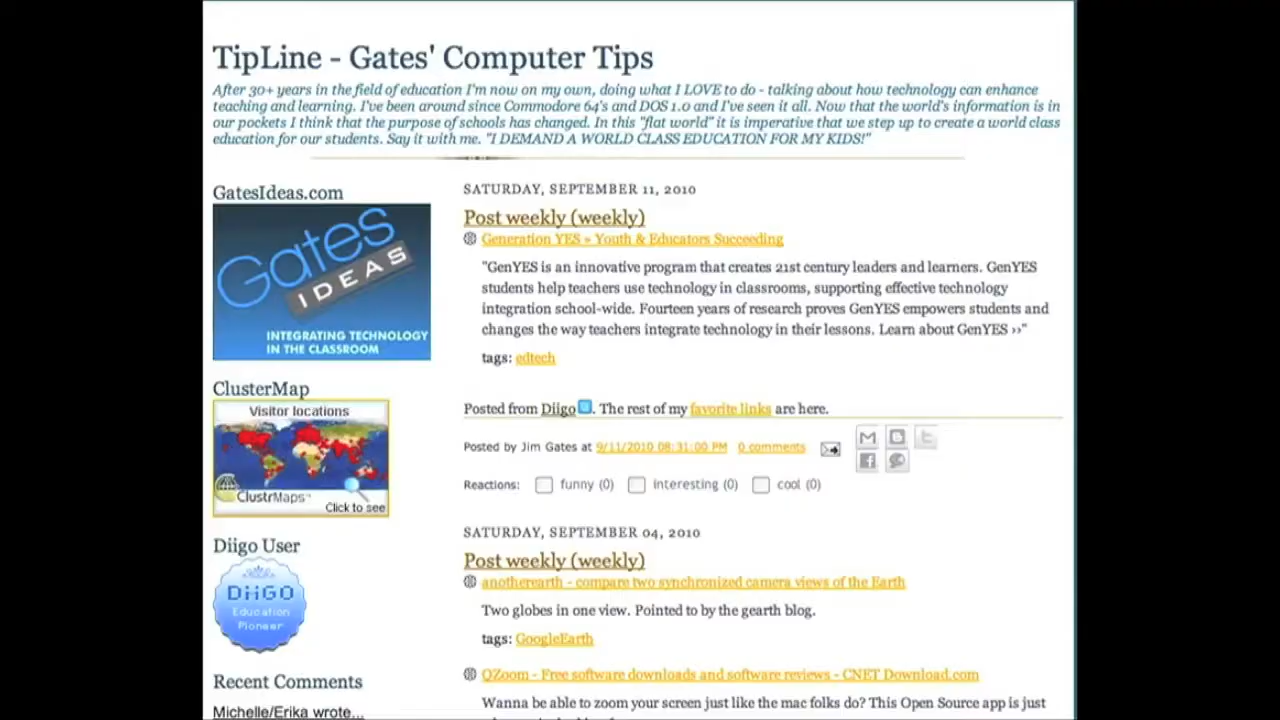 TipLine - Gates' Computer Tips
After 30+ years in the field of education I'm now on my own, doing what I LOVE to do - talking about how technology can enhance
teaching and learning. I've been around since Commodore 64's and DOS 1.0 and I've seen it all. Now that the world's information is in
our pockets I think that the purpose of schools has changed. In this "flat world" it is imperative that we step up to create a world class
education for our students. Say it with me. "I DEMAND A WORLD CLASS EDUCATION FOR MY KIDS!"
GatesIdeas.com
Gates
IDEAS
INTEGRATING TECHNOLOGY
IN THE CLASSROOM
ClusterMap
Visitor locations
ClustrMaps™
Click to see
Diigo User
DiiGO
Education
Pioneer
Recent Comments
Michelle/Erika wrote...
SATURDAY, SEPTEMBER 11, 2010
Post weekly (weekly)
Generation YES » Youth & Educators Succeeding
"GenYES is an innovative program that creates 21st century leaders and learners. GenYES
students help teachers use technology in classrooms, supporting effective technology
integration school-wide. Fourteen years of research proves GenYES empowers students and
changes the way teachers integrate technology in their lessons. Learn about GenYES ››"
tags: edtech
Posted from Diigo. The rest of my favorite links are here.
Posted by Jim Gates at 9/11/2010 08:31:00 PM 0 comments
Reactions: funny (0) interesting (0) cool (0)
SATURDAY, SEPTEMBER 04, 2010
Post weekly (weekly)
anotherearth - compare two synchronized camera views of the Earth
Two globes in one view. Pointed to by the gearth blog.
tags: GoogleEarth
QZoom - Free software downloads and software reviews - CNET Download.com
Wanna be able to zoom your screen just like the mac folks do? This Open Source app is just